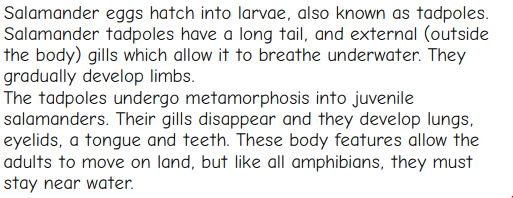 Salamander eggs hatch into larvae, also known as tadpoles.
Salamander tadpoles have a long tail, and external (outside
the body) gills which allow it to breathe underwater. They
gradually develop limbs.
The tadpoles undergo metamorphosis into juvenile
salamanders. Their gills disappear and they develop lungs,
eyelids, a tongue and teeth. These body features allow the
adults to move on land, but like all amphibians, they must
stay near water.